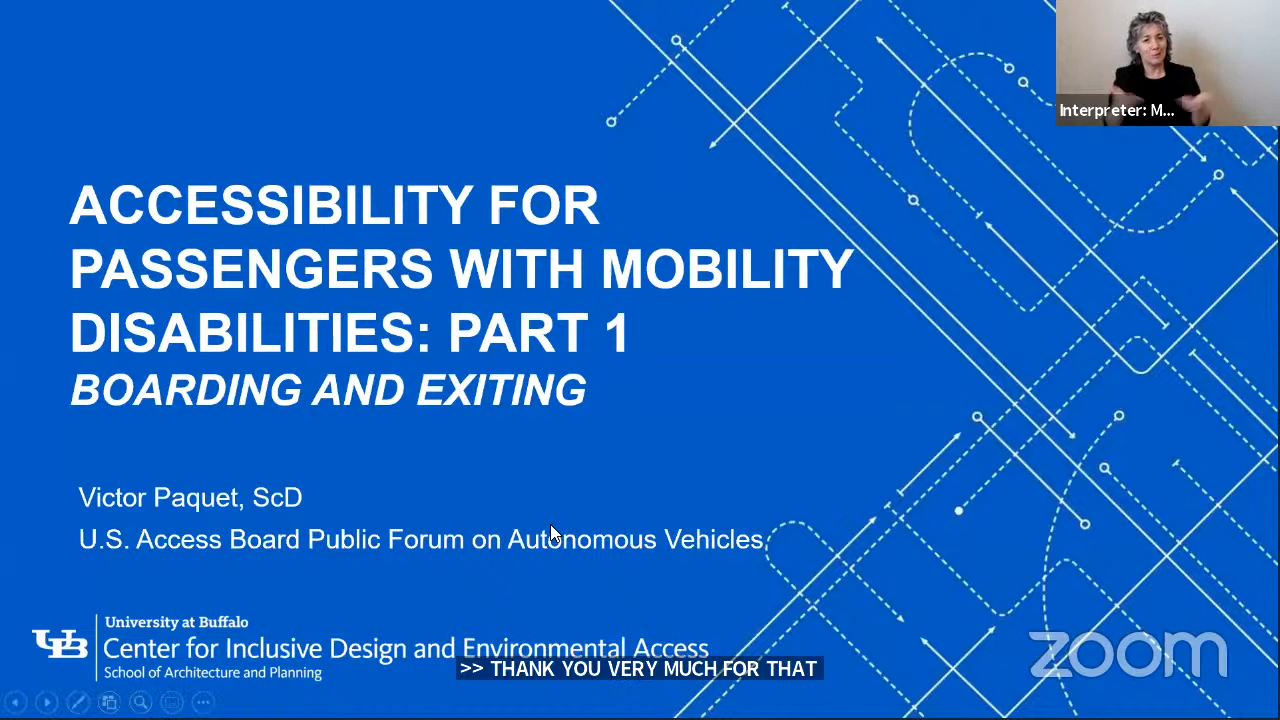 Interpreter: M...
ACCESSIBILITY FOR
PASSENGERS WITH MOBILITY
DISABILITIES: PART 1
BOARDING AND EXITING
Victor Paquet, ScD
U.S. Access Board Public Forum on Autonomous Vehicles
UB
University at Buffalo
Center for Inclusive Design and Environmental Access
School of Architecture and Planning
>> THANK YOU VERY MUCH FOR THAT
zoom